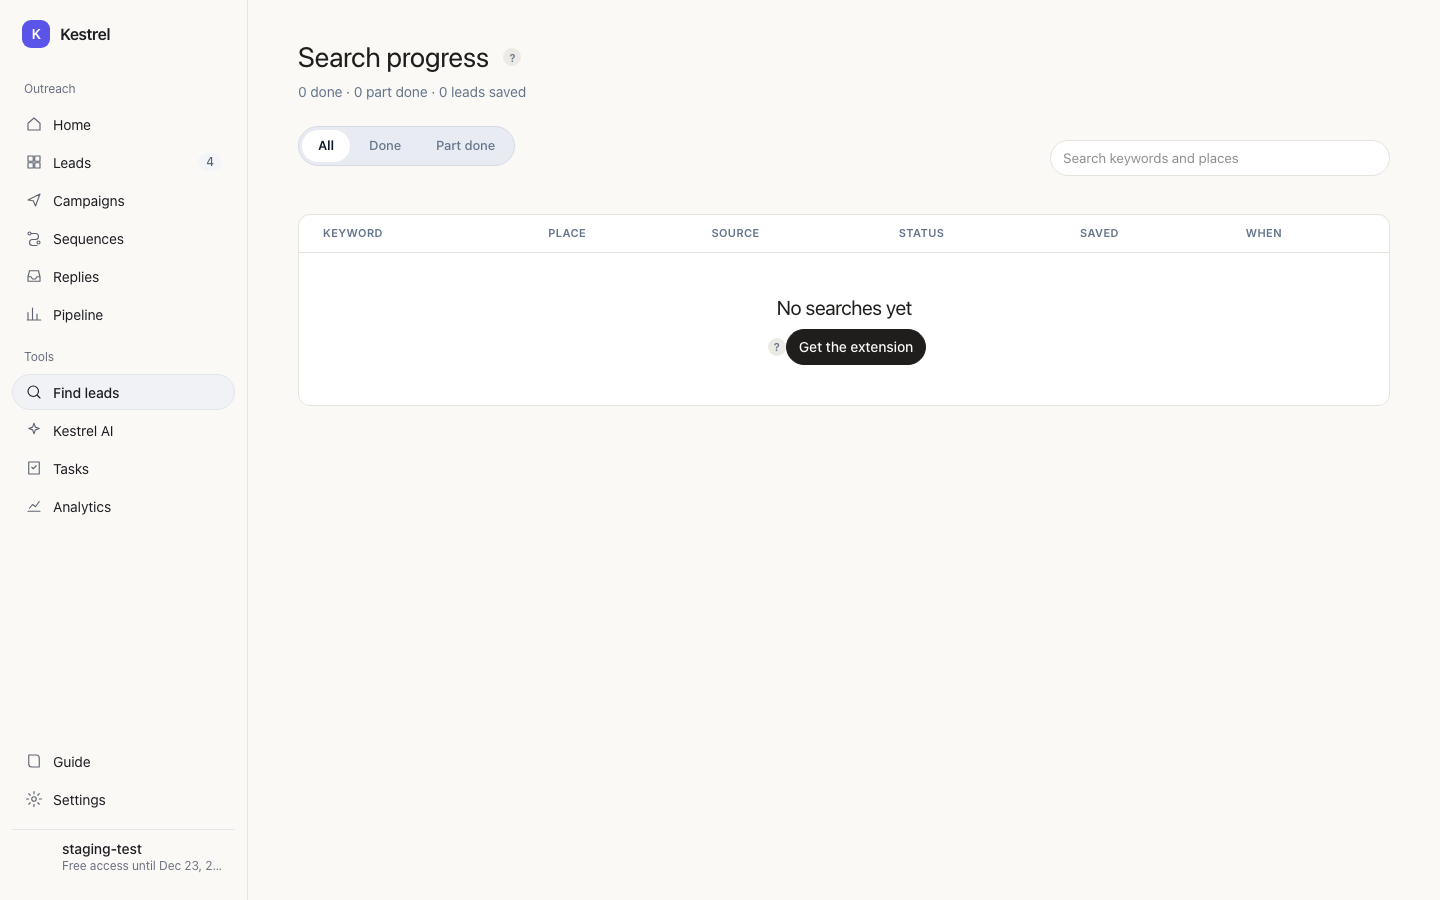 K Kestrel
Outreach
Home
Leads 4
Campaigns
Sequences
Replies
Pipeline
Tools
Find leads
Kestrel AI
Tasks
Analytics
Guide
Settings
staging-test
Free access until Dec 23, 2...
Search progress ?
0 done · 0 part done · 0 leads saved
All Done Part done
Search keywords and places
KEYWORD PLACE SOURCE STATUS SAVED WHEN
No searches yet
? Get the extension